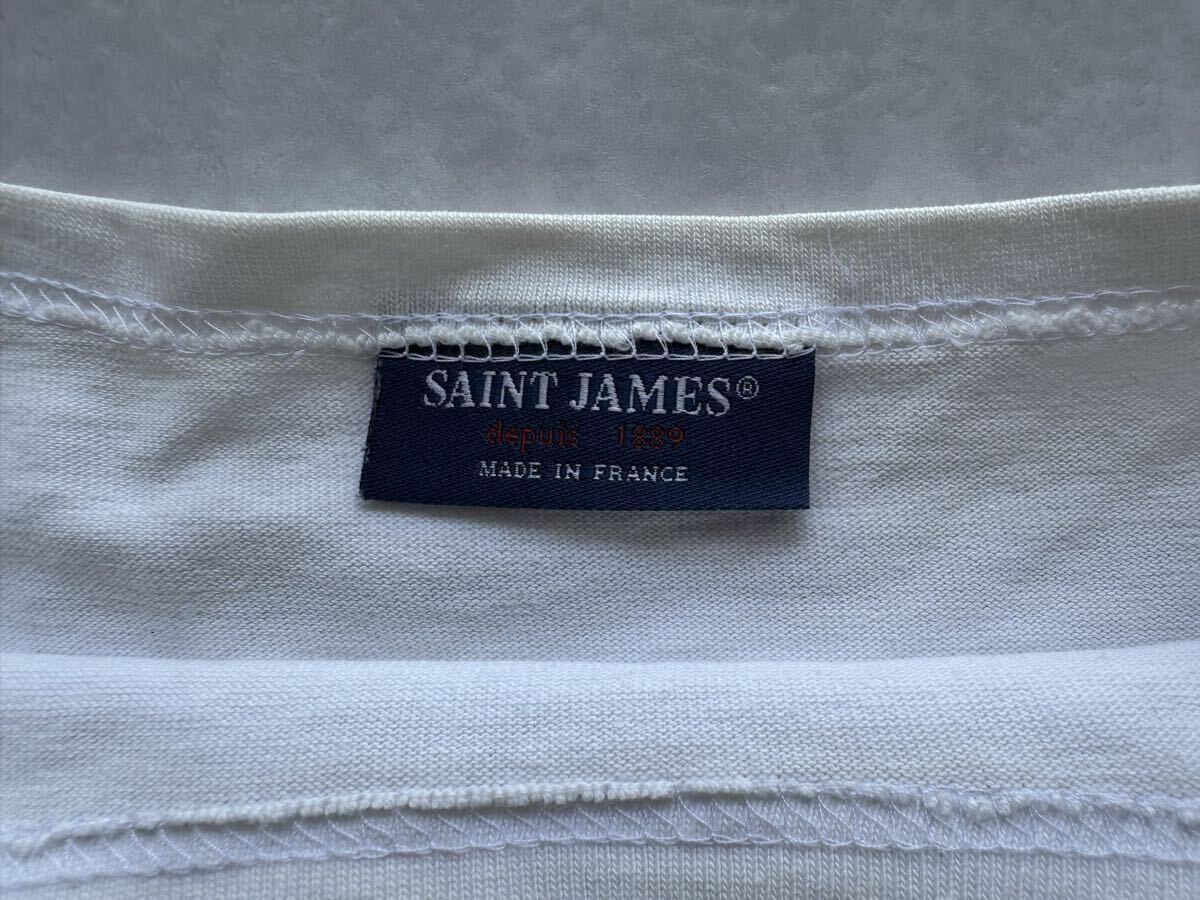 SAINT JAMES®
depuis 1889
MADE IN FRANCE